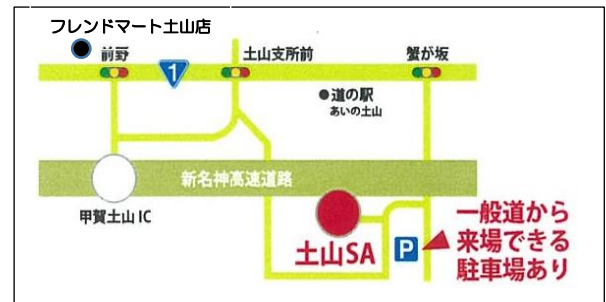 フレンドマート土山店
前野
土山支所前
蟹が坂
1
●道の駅
あいの土山
新名神高速道路
甲賀土山IC
土山SA
P
一般道から
来場できる
駐車場あり